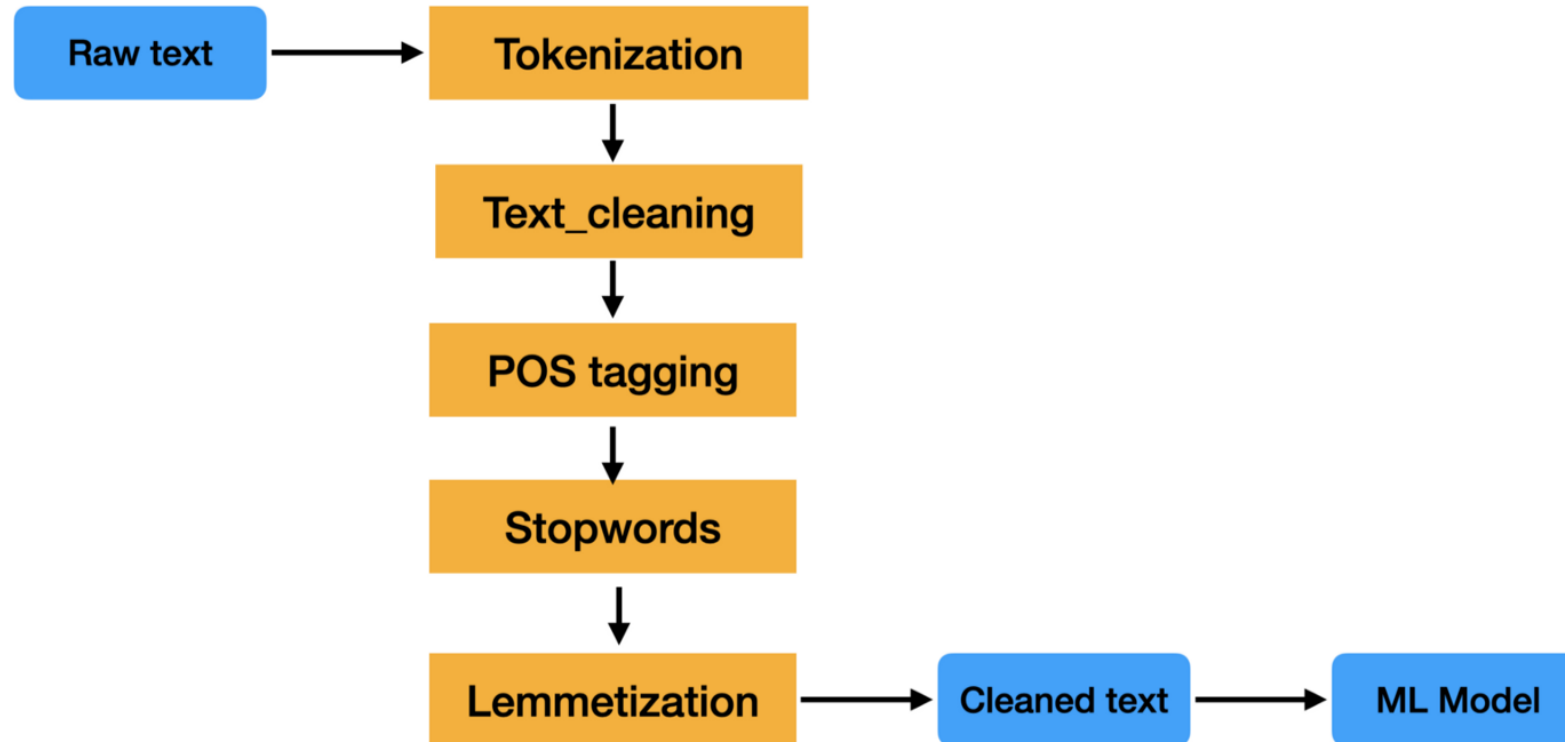 Raw text
Tokenization
Text_cleaning
POS tagging
Stopwords
Lemmetization
Cleaned text
ML Model